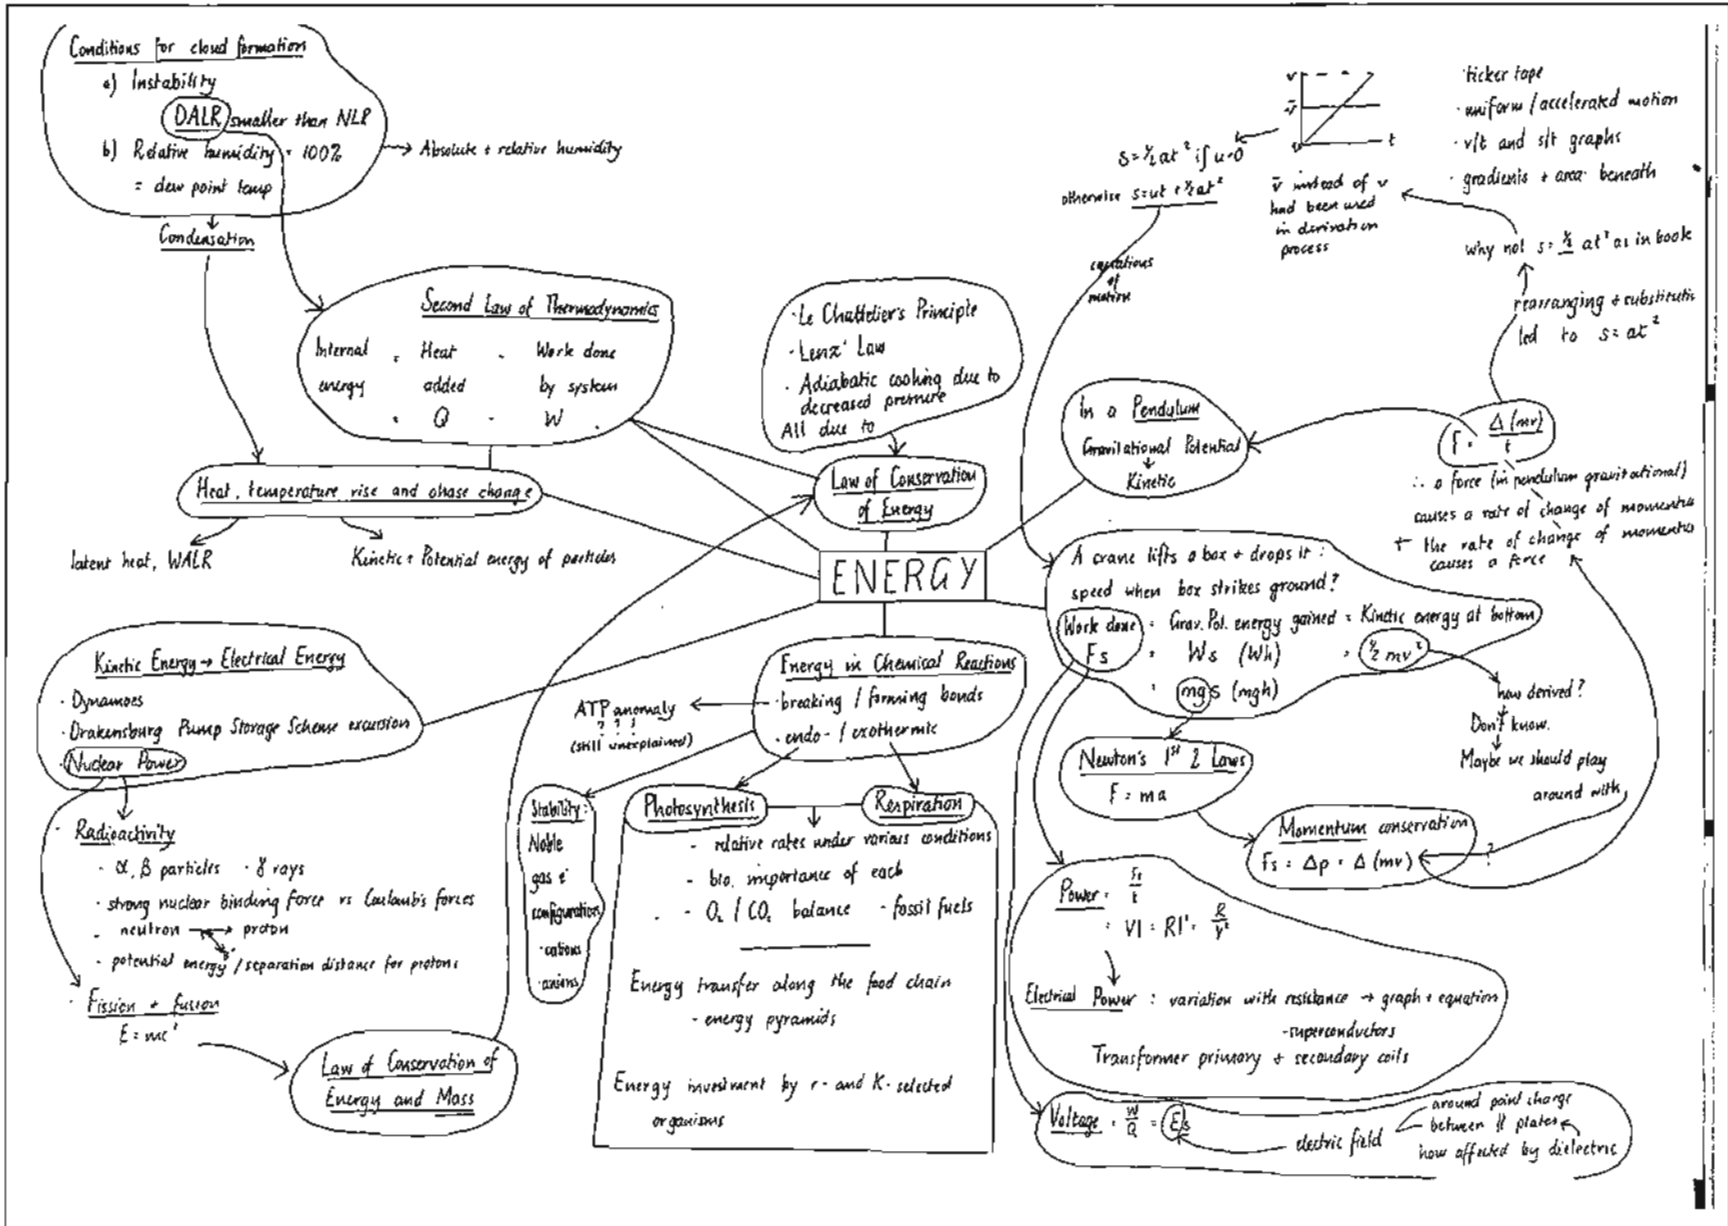 Conditions for cloud formation
a) Instability
DALR smaller than NLR
b) Relative humidity = 100%
= dew point temp
→ Absolute + relative humidity
Condensation
Second Law of Thermodynamics
Internal = Heat - Work done
energy added by system
= Q - W
Heat, temperature rise and phase change
latent heat, WALR
Kinetic + Potential energy of particles
· Le Chattelier's Principle
· Lenz' Law
· Adiabatic cooling due to
decreased pressure
All due to
Law of Conservation
of Energy
ENERGY
v
v̄
t
s = ½ at² if u=0
otherwise s = ut + ½ at²
v̄ instead of v
had been used
in derivation
process
· ticker tape
· uniform / accelerated motion
· v/t and s/t graphs
· gradients + area beneath
why not s = ½ at² as in book
rearranging + substitutin
led to s = at²
equations
of
motion
In a Pendulum
Gravitational Potential
Kinetic
F = Δ(mv)
t
∴ a force (in pendulum gravitational)
causes a rate of change of momentum
+ the rate of change of momentum
causes a force
A crane lifts a box + drops it :
speed when box strikes ground?
Work done = Grav. Pol. energy gained = Kinetic energy at bottom
Fs = Ws (Wh) = ½ mv²
= mgs (mgh)
how derived?
Don't know.
Maybe we should play
around with
Newton's 1st 2 Laws
F = ma
Momentum conservation
Fs = Δp = Δ(mv)
?
Kinetic Energy → Electrical Energy
· Dynamoes
· Drakensburg Pump Storage Scheme excursion
· Nuclear Power
· Radioactivity
· α, β particles · γ rays
· strong nuclear binding force vs Coulomb's forces
- neutron → proton
- potential energy / separation distance for protons
· Fission + fusion
E = mc²
Law of Conservation of
Energy and Mass
Energy in Chemical Reactions
· breaking / forming bonds
· endo- / exothermic
ATP anomaly
? ? ?
(still unexplained)
Stability:
Noble
gas e⁻
configuration
· cations
· anions
Photosynthesis
Respiration
- relative rates under various conditions
- bio. importance of each
- O₂ / CO₂ balance - fossil fuels
Energy transfer along the food chain
- energy pyramids
Energy investment by r- and K- selected
organisms
Power = Fs
t
= VI = RI² = R
V²
Electrical Power : variation with resistance → graph + equation
- superconductors
Transformer primary + secondary coils
Voltage = W = Es
Q
electric field
around point charge
between || plates
how affected by dielectric